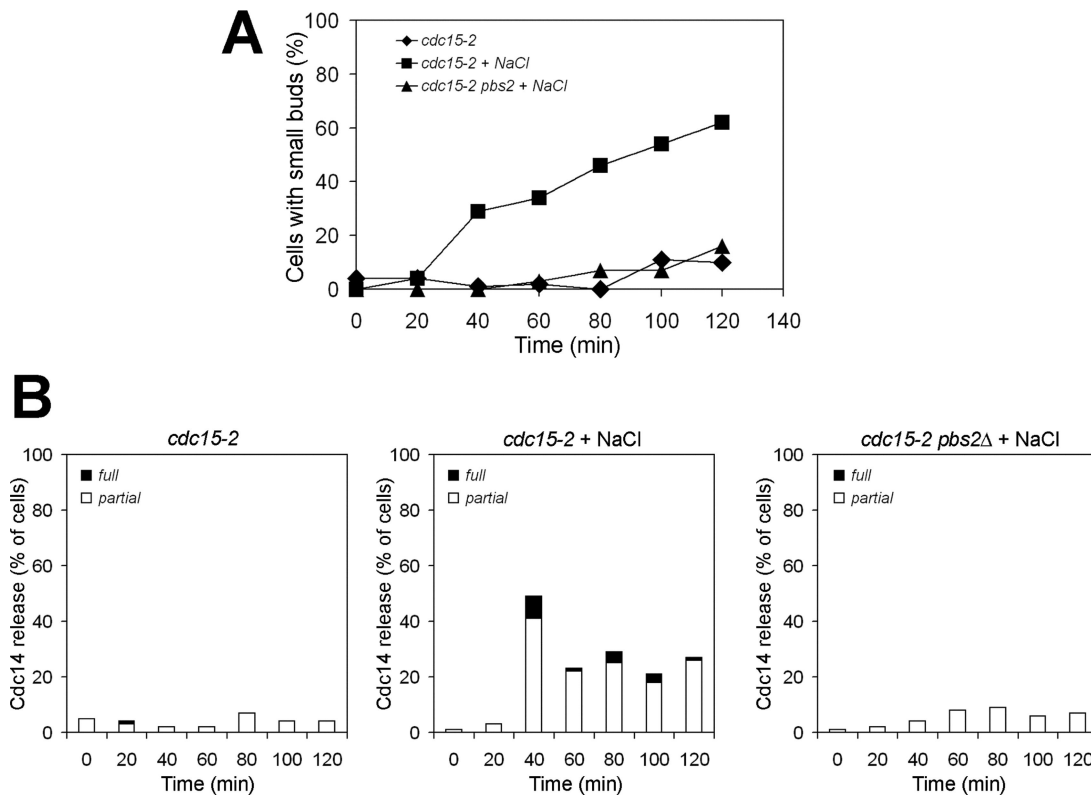 A
Cells with small buds (%)
100
80
60
40
20
0
cdc15-2
cdc15-2 + NaCl
cdc15-2 pbs2 + NaCl
0 20 40 60 80 100 120 140
Time (min)
B
cdc15-2
Cdc14 release (% of cells)
100
80
60
40
20
0
full
partial
0 20 40 60 80 100 120
Time (min)
cdc15-2 + NaCl
Cdc14 release (% of cells)
100
80
60
40
20
0
full
partial
0 20 40 60 80 100 120
Time (min)
cdc15-2 pbs2Δ + NaCl
Cdc14 release (% of cells)
100
80
60
40
20
0
full
partial
0 20 40 60 80 100 120
Time (min)